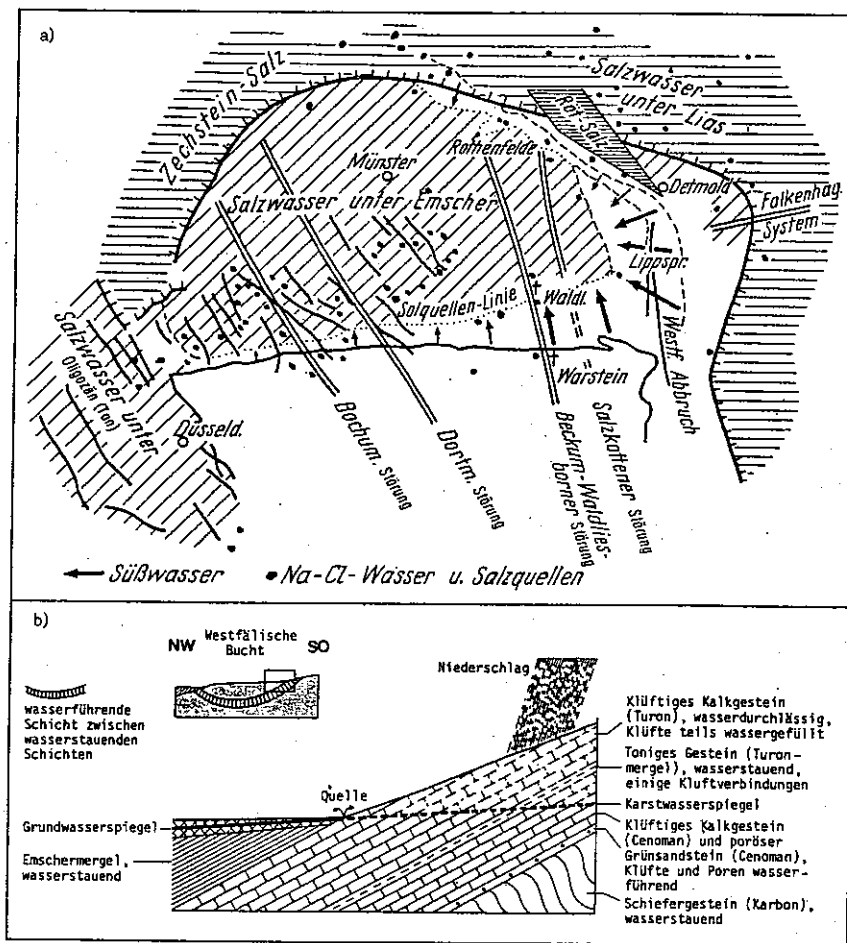 a)
Zechstein-Salz
Salzwasser
unter
Lias
Röt-Salz
Rothenfelde
Münster
Detmold
Falkenhag.
System
Salzwasser unter Emscher
Lippspr.
Solquellen-Linie
Waldl.
Westf. Abbruch
Warstein
Salzwasser unter
Oligozän (Ton)
Düsseld.
Bochum. Störung
Dortm. Störung
Beckum-Waldlies-
borner Störung
Salzkottener Störung
Süßwasser
Na-Cl-Wässer u. Salzquellen
b)
NW Westfälische SO
Bucht
Niederschlag
wasserführende
Schicht zwischen
wasserstauenden
Schichten
Klüftiges Kalkgestein
(Turon), wasserdurchlässig,
Klüfte teils wassergefüllt
Toniges Gestein (Turon-
mergel), wasserstauend,
einige Kluftverbindungen
Quelle
Karstwasserspiegel
Grundwasserspiegel
Klüftiges Kalkgestein
(Cenoman) und poröser
Grünsandstein (Cenoman),
Klüfte und Poren wasser-
führend
Emschermergel,
wasserstauend
Schiefergestein (Karbon),
wasserstauend